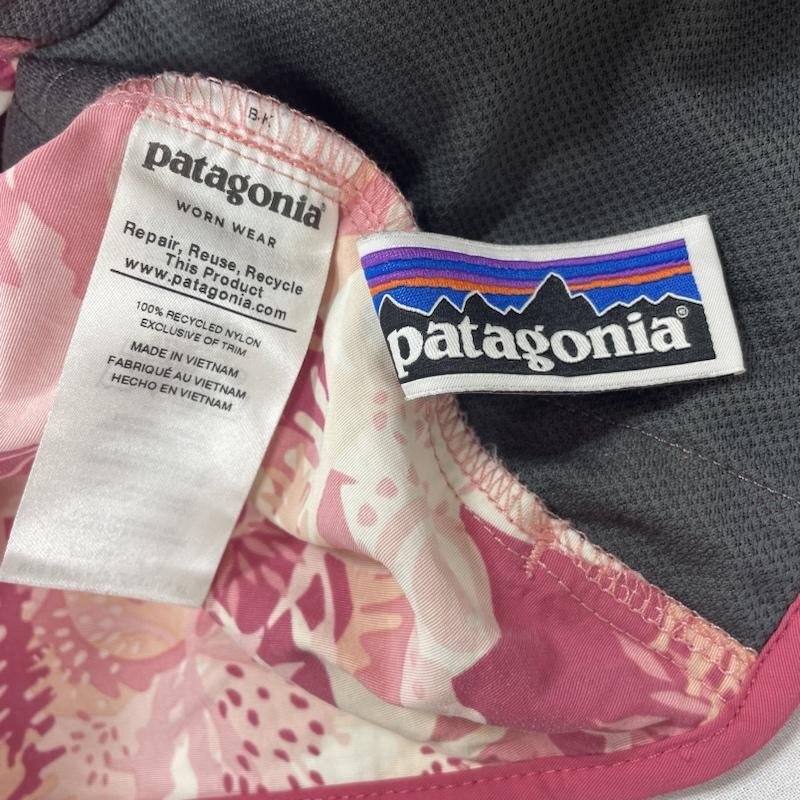 B·K
patagonia®
WORN WEAR
Repair, Reuse, Recycle
This Product
www.patagonia.com
100% RECYCLED NYLON
EXCLUSIVE OF TRIM
MADE IN VIETNAM
FABRIQUÉ AU VIETNAM
HECHO EN VIETNAM
patagonia®